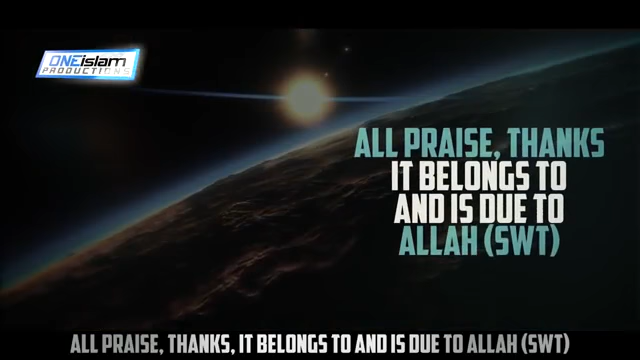 ONEislam
PRODUCTIONS
ALL PRAISE, THANKS
IT BELONGS TO
AND IS DUE TO
ALLAH (SWT)
ALL PRAISE, THANKS, IT BELONGS TO AND IS DUE TO ALLAH (SWT)